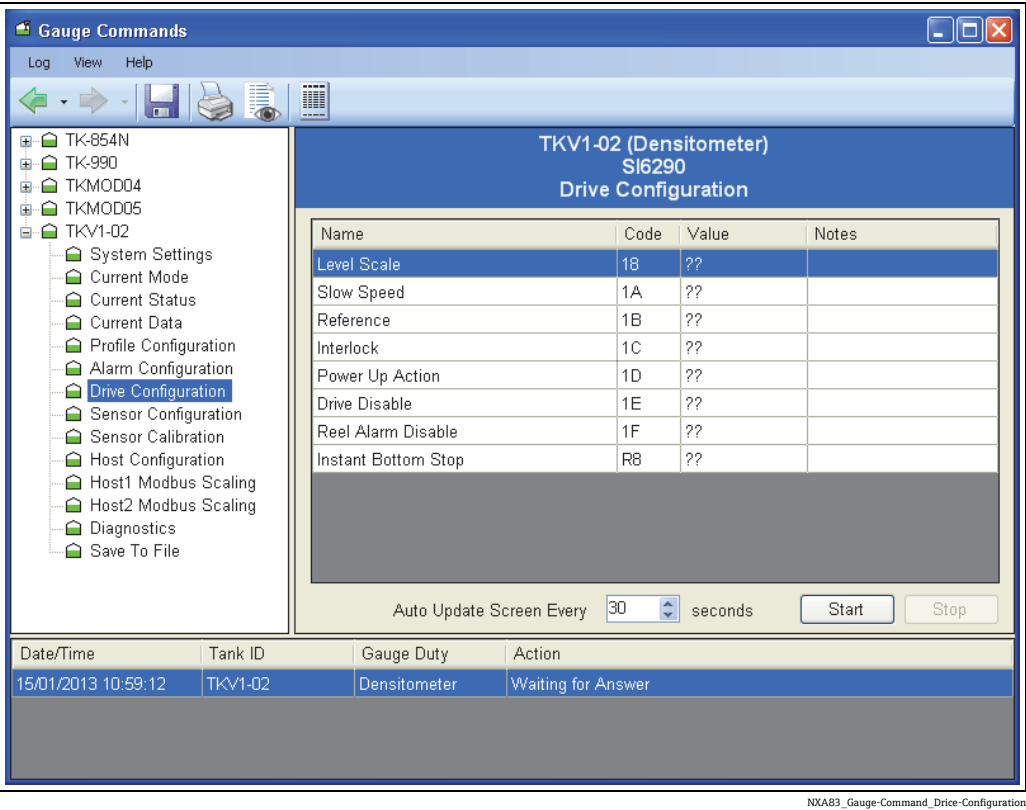 Gauge Commands
Log View Help
TK-854N
TK-990
TKMOD04
TKMOD05
TKV1-02
System Settings
Current Mode
Current Status
Current Data
Profile Configuration
Alarm Configuration
Drive Configuration
Sensor Configuration
Sensor Calibration
Host Configuration
Host1 Modbus Scaling
Host2 Modbus Scaling
Diagnostics
Save To File
TKV1-02 (Densitometer)
SI6290
Drive Configuration
Name Code Value Notes
Level Scale 18 ??
Slow Speed 1A ??
Reference 1B ??
Interlock 1C ??
Power Up Action 1D ??
Drive Disable 1E ??
Reel Alarm Disable 1F ??
Instant Bottom Stop R8 ??
Auto Update Screen Every 30 seconds Start Stop
Date/Time Tank ID Gauge Duty Action
15/01/2013 10:59:12 TKV1-02 Densitometer Waiting for Answer
NXA83_Gauge-Command_Drice-Configuration